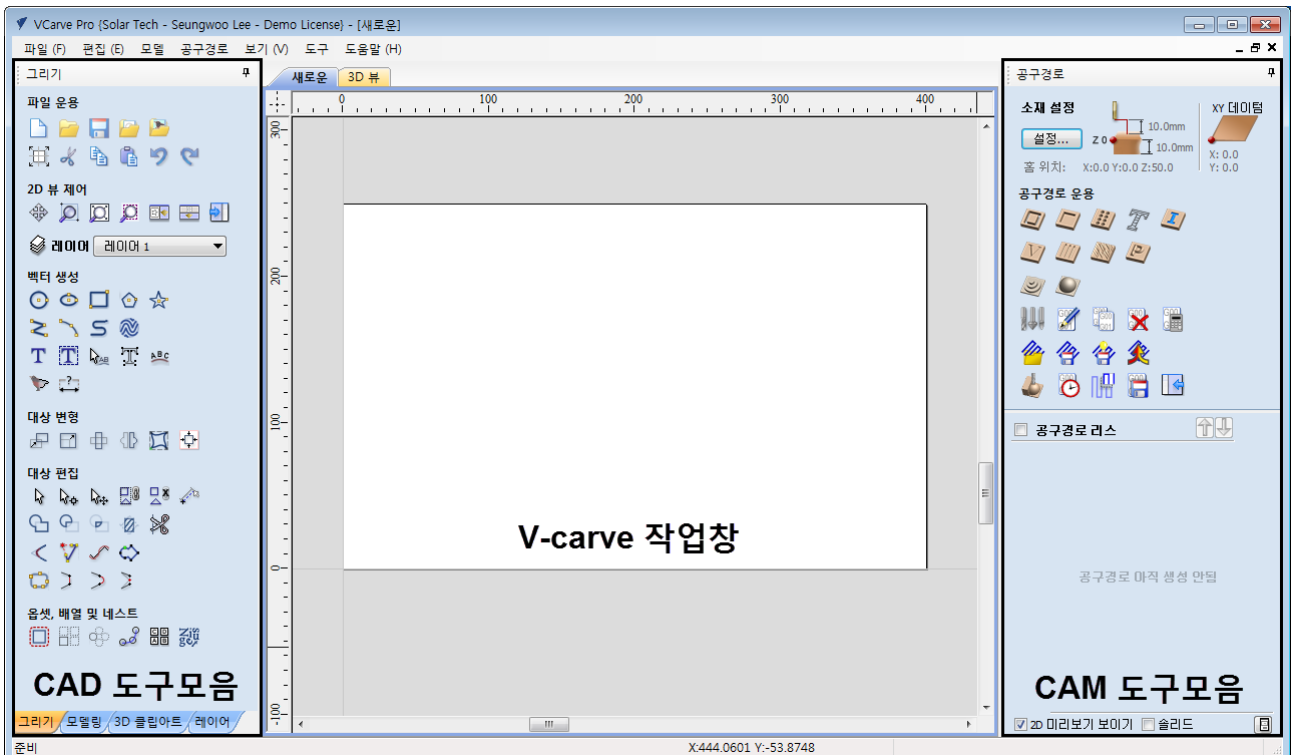 VCarve Pro {Solar Tech - Seungwoo Lee - Demo License} - [새로운]
파일 (F) 편집 (E) 모델 공구경로 보기 (V) 도구 도움말 (H)
그리기
파일 운용
2D 뷰 제어
레이어 레이어 1
벡터 생성
대상 변형
대상 편집
옵셋, 배열 및 네스트
CAD 도구모음
그리기 모델링 3D 클립아트 레이어
준비
새로운 3D 뷰
0 100 200 300 400
300
200
100
0
-100
V-carve 작업창
X:444.0601 Y:-53.8748
공구경로
소재 설정 XY 데이텀
10.0mm
설정... Z 0 10.0mm
X: 0.0
홈 위치: X:0.0 Y:0.0 Z:50.0 Y: 0.0
공구경로 운용
공구경로 리스
공구경로 아직 생성 안됨
CAM 도구모음
2D 미리보기 보이기 솔리드